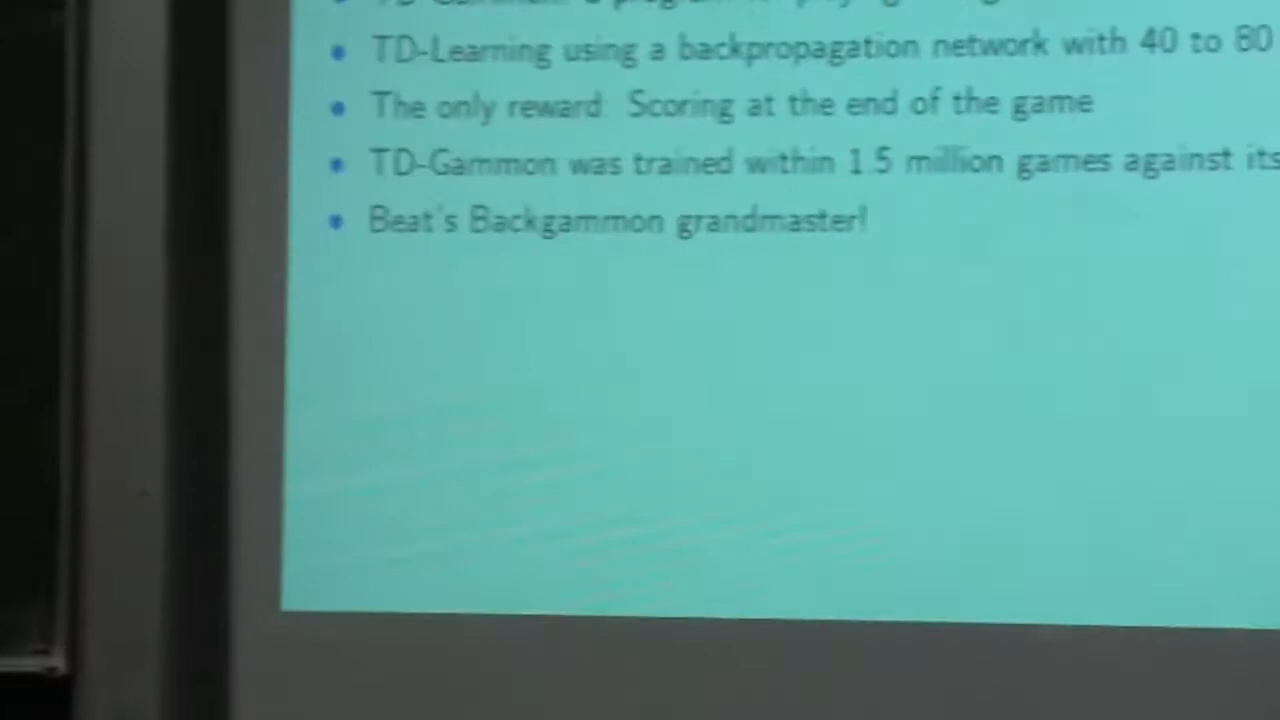 TD-Learning using a backpropagation network with 40 to 80
The only reward: Scoring at the end of the game
TD-Gammon was trained within 1.5 million games against its
Beat's Backgammon grandmaster!